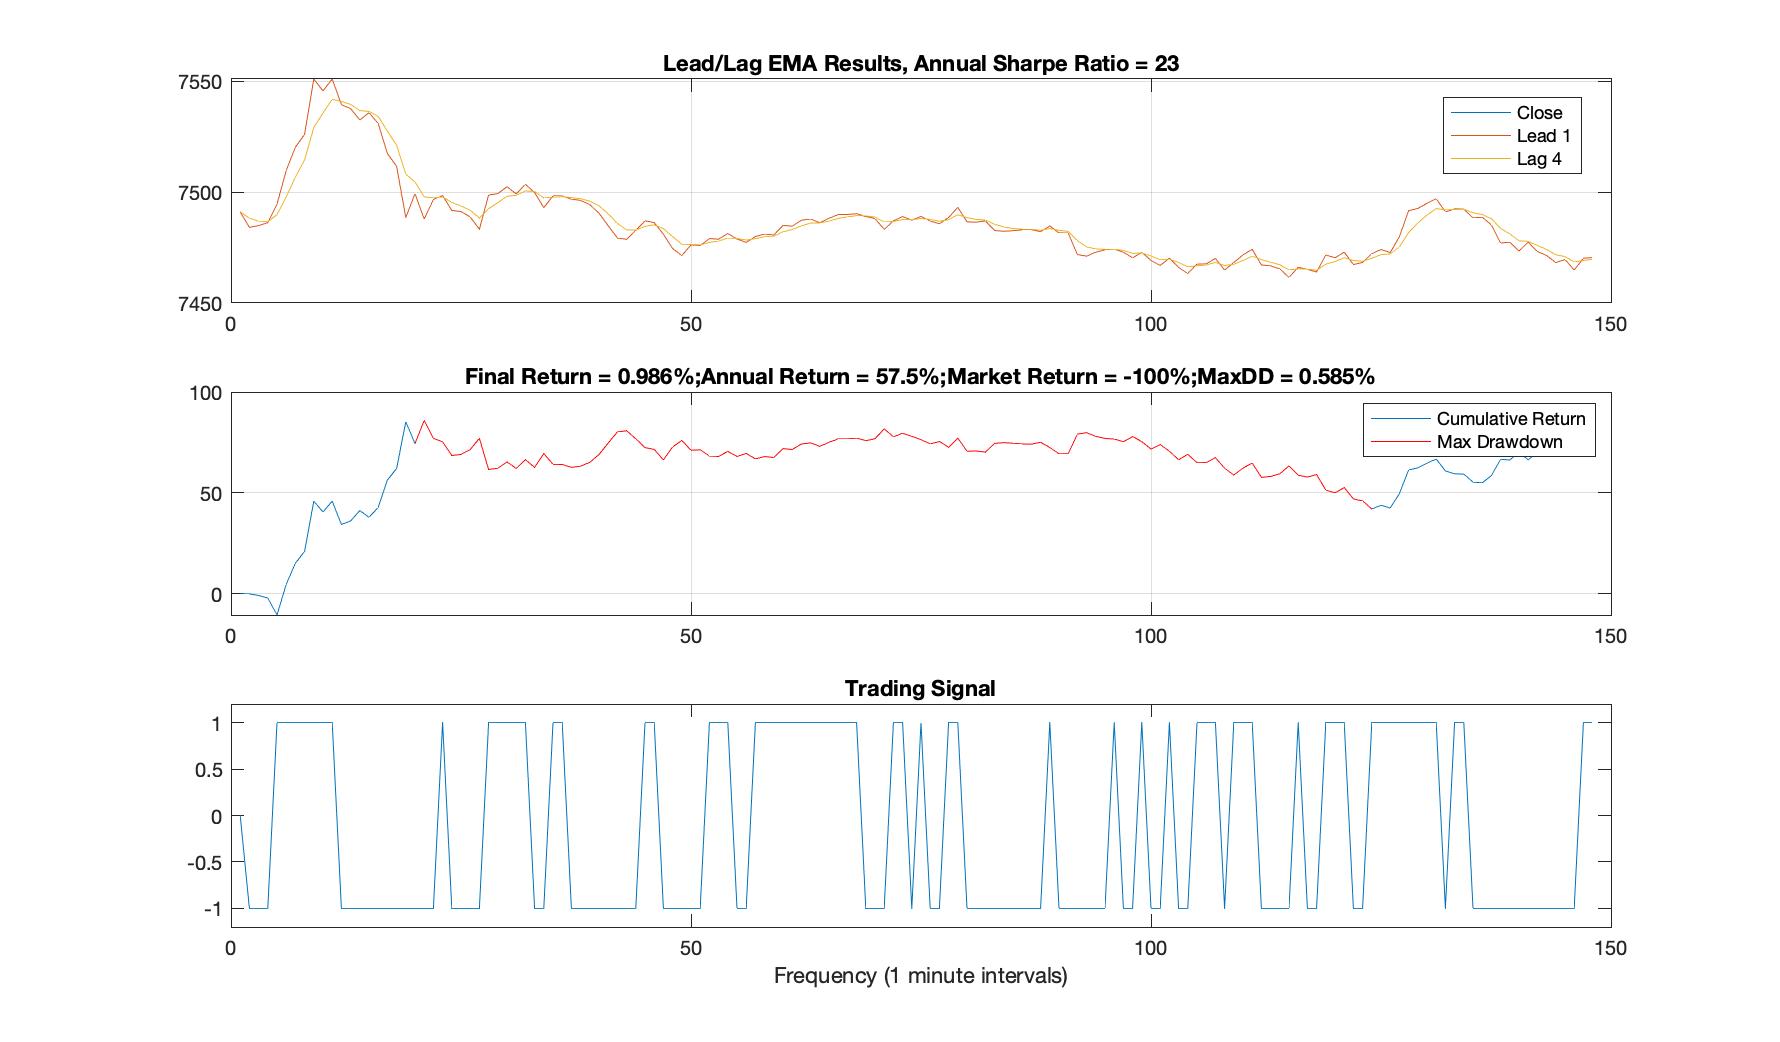 Lead/Lag EMA Results, Annual Sharpe Ratio = 23
7550
7500
7450
0
50
100
150
Close
Lead 1
Lag 4
Final Return = 0.986%;Annual Return = 57.5%;Market Return = -100%;MaxDD = 0.585%
100
50
0
0
50
100
150
Cumulative Return
Max Drawdown
Trading Signal
1
0.5
0
-0.5
-1
0
50
100
150
Frequency (1 minute intervals)